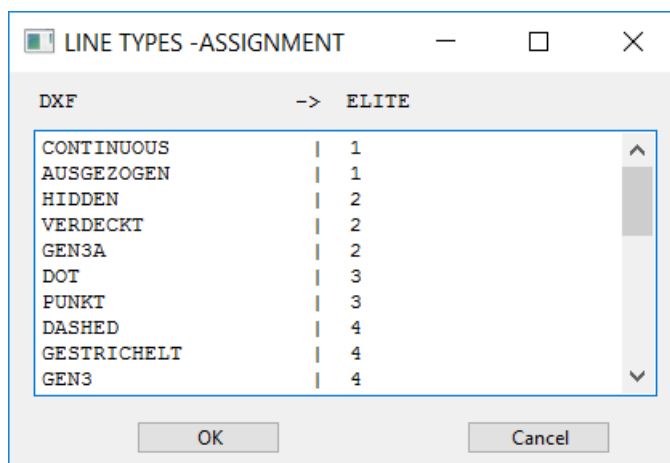 LINE TYPES -ASSIGNMENT
DXF -> ELITE
CONTINUOUS | 1
AUSGEZOGEN | 1
HIDDEN | 2
VERDECKT | 2
GEN3A | 2
DOT | 3
PUNKT | 3
DASHED | 4
GESTRICHELT | 4
GEN3 | 4
OK Cancel